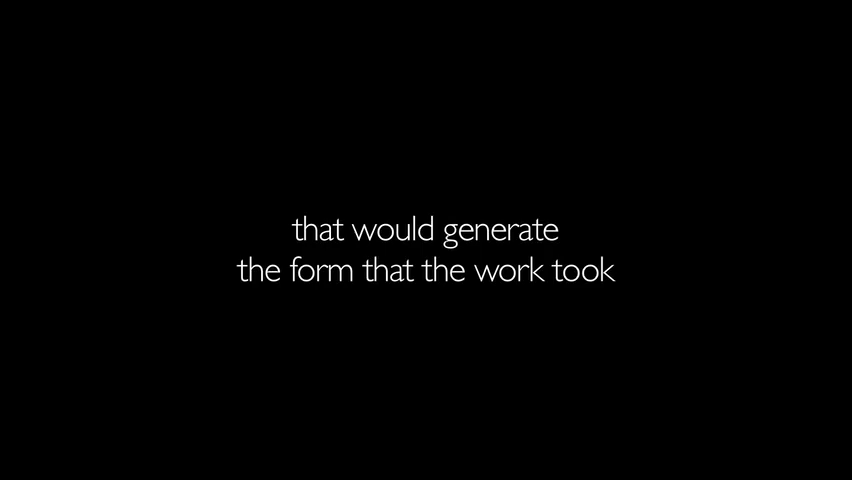 that would generate
the form that the work took